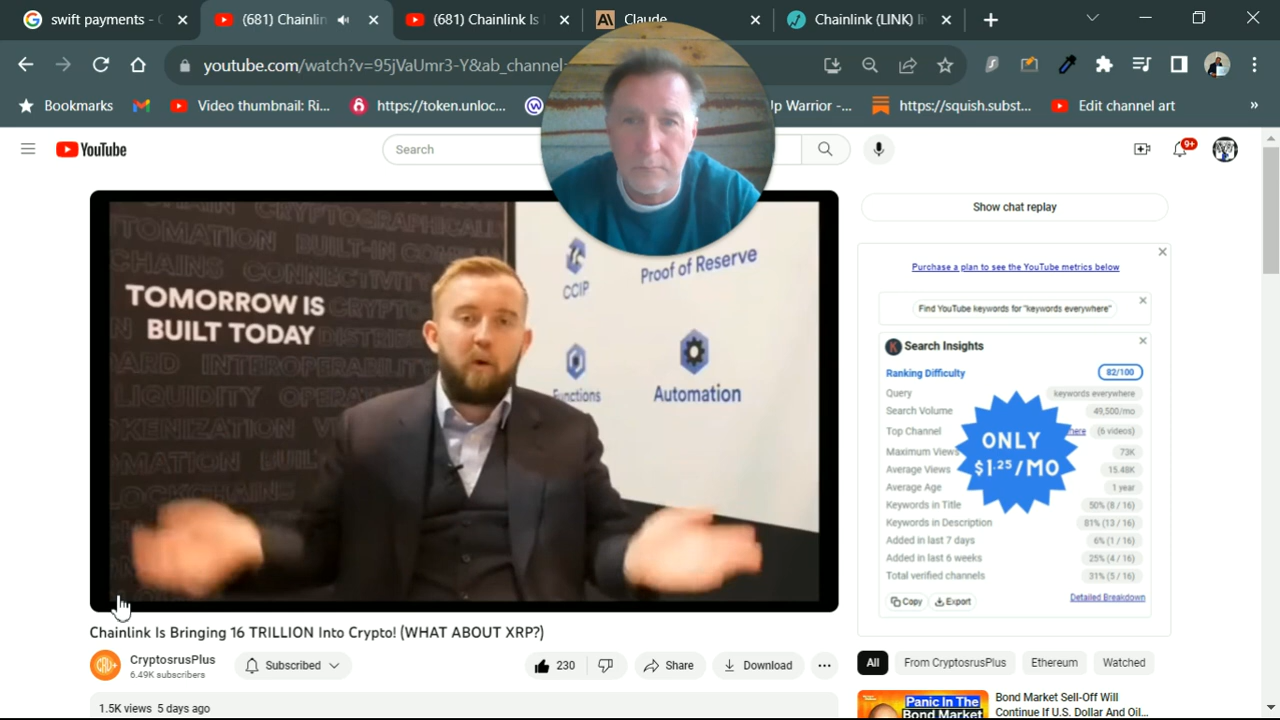 swift payments - G
(681) Chainlin
(681) Chainlink Is
Claude
Chainlink (LINK) li
youtube.com/watch?v=95jVaUmr3-Y&ab_channel=
Bookmarks
Video thumbnail: Ri...
https://token.unloc...
p Warrior -...
https://squish.subst...
Edit channel art
»
YouTube
Search
9+
Show chat replay
TOMORROW IS
BUILT TODAY
CCIP
Proof of Reserve
Functions
Automation
CRYPTOGRAPHICALLY
CONNECTIVITY
INTEROPERABILITY
LIQUIDITY
Purchase a plan to see the YouTube metrics below
Find YouTube keywords for "keywords everywhere"
Search Insights
Ranking Difficulty 82/100
Query keywords everywhere
Search Volume 49,500/mo
Top Channel here (6 videos)
Maximum Views 73K
Average Views 15.48K
Average Age 1 year
Keywords in Title 50% (8 / 16)
Keywords in Description 81% (13 / 16)
Added in last 7 days 6% (1 / 16)
Added in last 6 weeks 25% (4 / 16)
Total verified channels 31% (5 / 16)
ONLY
$1.25/MO
Copy Export Detailed Breakdown
Chainlink Is Bringing 16 TRILLION Into Crypto! (WHAT ABOUT XRP?)
CryptosrusPlus
6.49K subscribers
Subscribed
230
Share
Download
1.5K views 5 days ago
All
From CryptosrusPlus
Ethereum
Watched
Panic In The
Bond Market
Bond Market Sell-Off Will
Continue If U.S. Dollar And Oil...